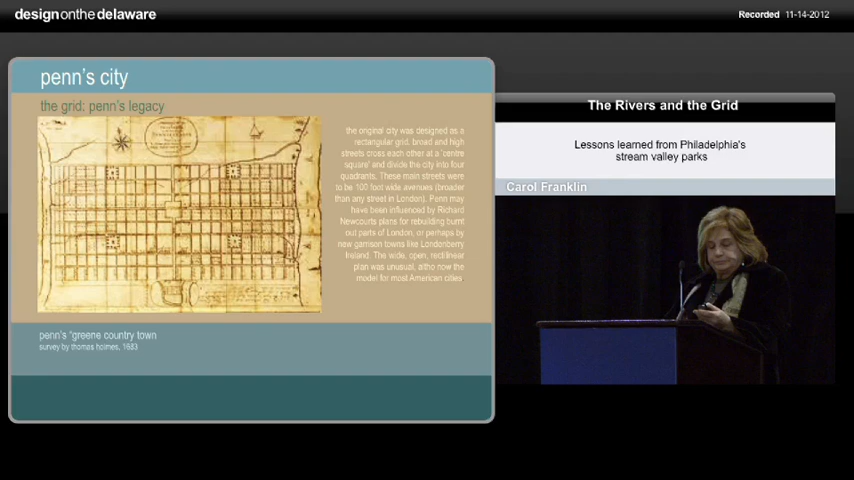 designonthedelaware
Recorded 11-14-2012
penn's city
the grid: penn's legacy
the original city was designed as a
rectangular grid, broad and high
streets cross each other at a 'centre
square' and divide the city into four
quadrants. These main streets were
to be 100 foot wide avenues (broader
than any street in London). Penn may
have been influenced by Richard
Newcourts plans for rebuilding burnt
out parts of London, or perhaps by
new garrison towns like Londonberry
Ireland. The wide, open, rectilinear
plan was unusual, altho now the
model for most American cities.
penn's "greene country town
survey by thomas holmes, 1683
The Rivers and the Grid
Lessons learned from Philadelphia's
stream valley parks
Carol Franklin